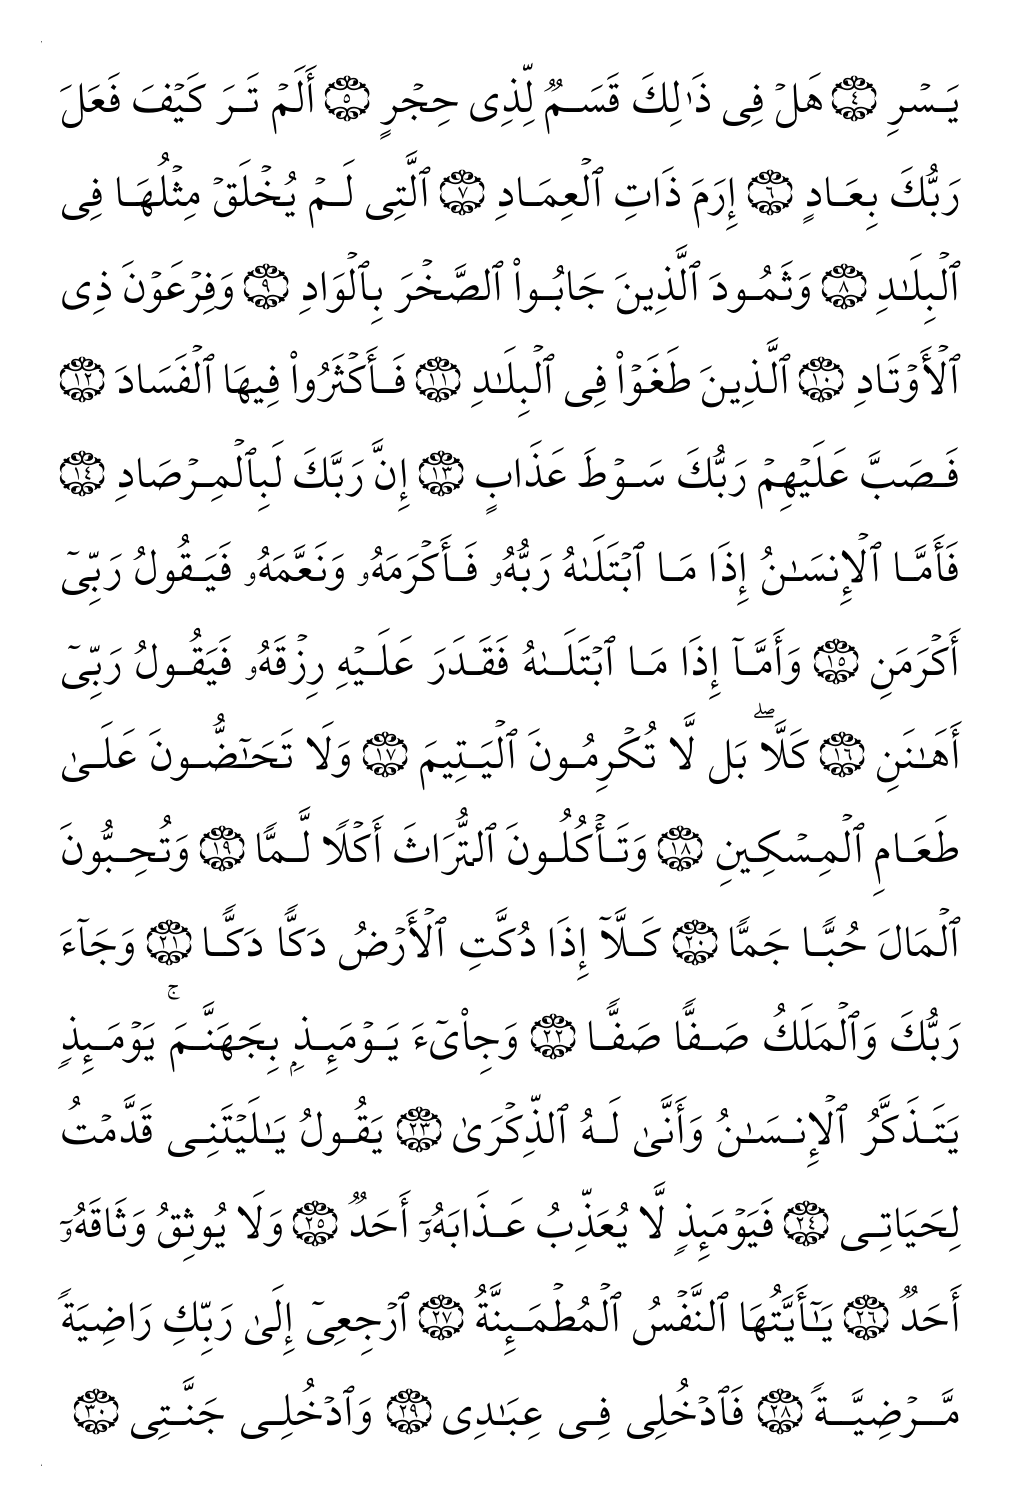 يَسۡرِ ٤ هَلۡ فِى ذَٰلِكَ قَسَمٌۭ لِّذِى حِجۡرٍ ٥ أَلَمۡ تَرَ كَيۡفَ فَعَلَ
رَبُّكَ بِعَادٍ ٦ إِرَمَ ذَاتِ ٱلۡعِمَادِ ٧ ٱلَّتِى لَمۡ يُخۡلَقۡ مِثۡلُهَا فِى
ٱلۡبِلَـٰدِ ٨ وَثَمُودَ ٱلَّذِينَ جَابُوا۟ ٱلصَّخۡرَ بِٱلۡوَادِ ٩ وَفِرۡعَوۡنَ ذِى
ٱلۡأَوۡتَادِ ١٠ ٱلَّذِينَ طَغَوۡا۟ فِى ٱلۡبِلَـٰدِ ١١ فَأَكۡثَرُوا۟ فِيهَا ٱلۡفَسَادَ ١٢
فَصَبَّ عَلَيۡهِمۡ رَبُّكَ سَوۡطَ عَذَابٍ ١٣ إِنَّ رَبَّكَ لَبِٱلۡمِرۡصَادِ ١٤
فَأَمَّا ٱلۡإِنسَـٰنُ إِذَا مَا ٱبۡتَلَىٰهُ رَبُّهُۥ فَأَكۡرَمَهُۥ وَنَعَّمَهُۥ فَيَقُولُ رَبِّىٓ
أَكۡرَمَنِ ١٥ وَأَمَّآ إِذَا مَا ٱبۡتَلَىٰهُ فَقَدَرَ عَلَيۡهِ رِزۡقَهُۥ فَيَقُولُ رَبِّىٓ
أَهَـٰنَنِ ١٦ كَلَّاۖ بَل لَّا تُكۡرِمُونَ ٱلۡيَتِيمَ ١٧ وَلَا تَحَـٰٓضُّونَ عَلَىٰ
طَعَامِ ٱلۡمِسۡكِينِ ١٨ وَتَأۡكُلُونَ ٱلتُّرَاثَ أَكۡلًۭا لَّمًّۭا ١٩ وَتُحِبُّونَ
ٱلۡمَالَ حُبًّۭا جَمًّۭا ٢٠ كَلَّآ إِذَا دُكَّتِ ٱلۡأَرۡضُ دَكًّۭا دَكًّۭا ٢١ وَجَآءَ
رَبُّكَ وَٱلۡمَلَكُ صَفًّۭا صَفًّۭا ٢٢ وَجِا۟ىٓءَ يَوۡمَئِذِۭ بِجَهَنَّمَۚ يَوۡمَئِذٍۢ
يَتَذَكَّرُ ٱلۡإِنسَـٰنُ وَأَنَّىٰ لَهُ ٱلذِّكۡرَىٰ ٢٣ يَقُولُ يَـٰلَيۡتَنِى قَدَّمۡتُ
لِحَيَاتِى ٢٤ فَيَوۡمَئِذٍۢ لَّا يُعَذِّبُ عَذَابَهُۥٓ أَحَدٌۭ ٢٥ وَلَا يُوثِقُ وَثَاقَهُۥٓ
أَحَدٌۭ ٢٦ يَـٰٓأَيَّتُهَا ٱلنَّفۡسُ ٱلۡمُطۡمَئِنَّةُ ٢٧ ٱرۡجِعِىٓ إِلَىٰ رَبِّكِ رَاضِيَةًۭ
مَّرۡضِيَّةًۭ ٢٨ فَٱدۡخُلِى فِى عِبَـٰدِى ٢٩ وَٱدۡخُلِى جَنَّتِى ٣٠